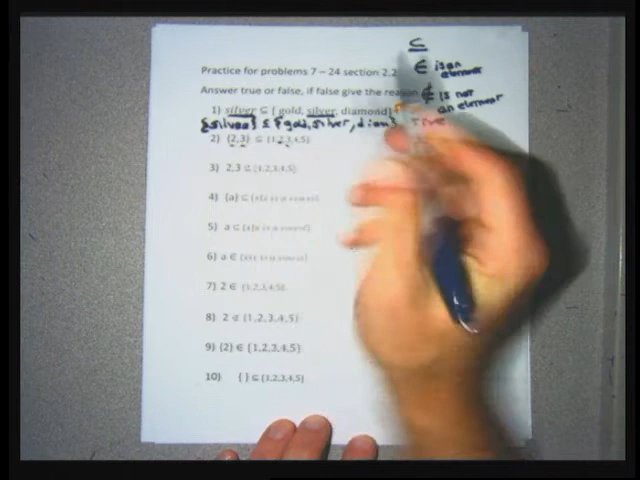 ⊆
Practice for problems 7 – 24 section 2.2
∈ is an element
Answer true or false, if false give the reason
∉ is not an element
1) silver ⊆ { gold, silver, diamond}
{silver} ⊆ {gold, silver, diam} true
2) {2,3} ⊆ {1,2,3,4,5}
3) 2,3 ⊆ {1,2,3,4,5}
4) {a} ⊆
5) a ⊆
6) a ∈
7) 2 ∈ {1,2,3,4,5}
8) 2 ∉ {1,2,3,4,5}
9) {2} ∈ {1,2,3,4,5}
10) { } ⊆ {1,2,3,4,5}